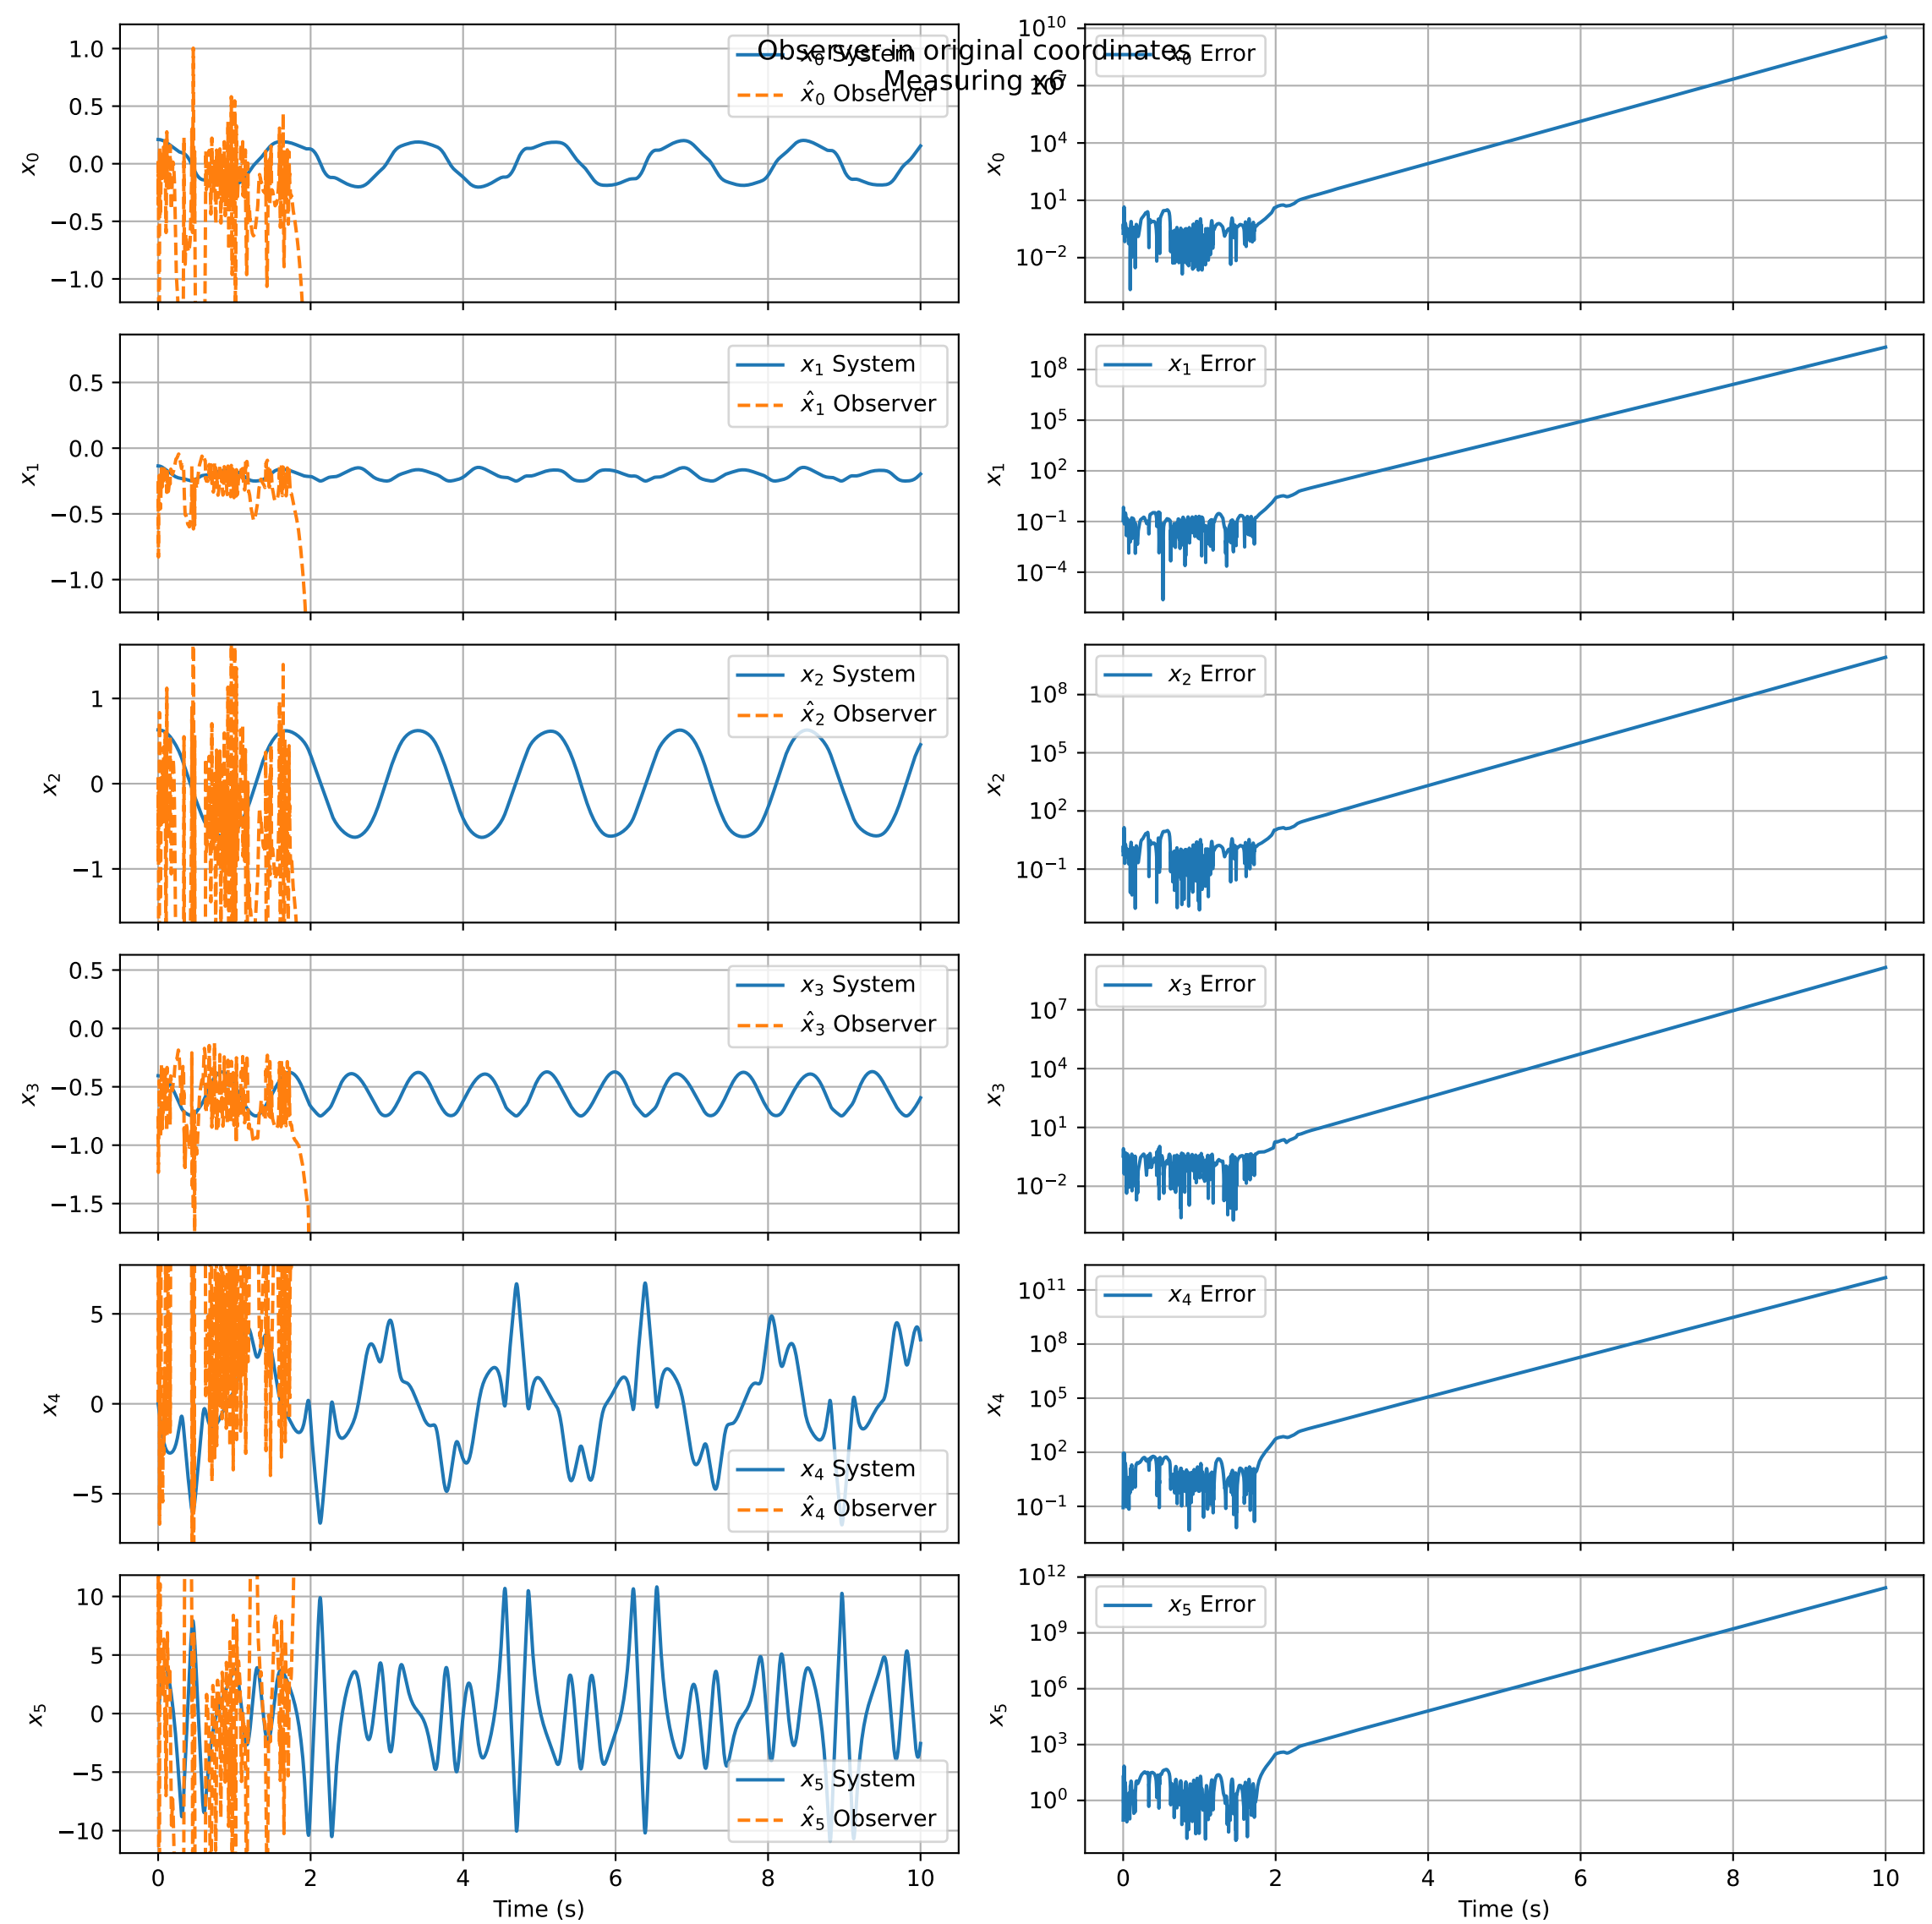 Observer in original coordinates
Measuring x6
1.0
0.5
0.0
−0.5
−1.0
x₀
x₀ System
x̂₀ Observer
10¹⁰
10⁷
10⁴
10¹
10⁻²
x₀
x₀ Error
0.5
0.0
−0.5
−1.0
x₁
x₁ System
x̂₁ Observer
10⁸
10⁵
10²
10⁻¹
10⁻⁴
x₁
x₁ Error
1
0
−1
x₂
x₂ System
x̂₂ Observer
10⁸
10⁵
10²
10⁻¹
x₂
x₂ Error
0.5
0.0
−0.5
−1.0
−1.5
x₃
x₃ System
x̂₃ Observer
10⁷
10⁴
10¹
10⁻²
x₃
x₃ Error
5
0
−5
x₄
x₄ System
x̂₄ Observer
10¹¹
10⁸
10⁵
10²
10⁻¹
x₄
x₄ Error
10
5
0
−5
−10
x₅
x₅ System
x̂₅ Observer
0 2 4 6 8 10
Time (s)
10¹²
10⁹
10⁶
10³
10⁰
x₅
x₅ Error
0 2 4 6 8 10
Time (s)